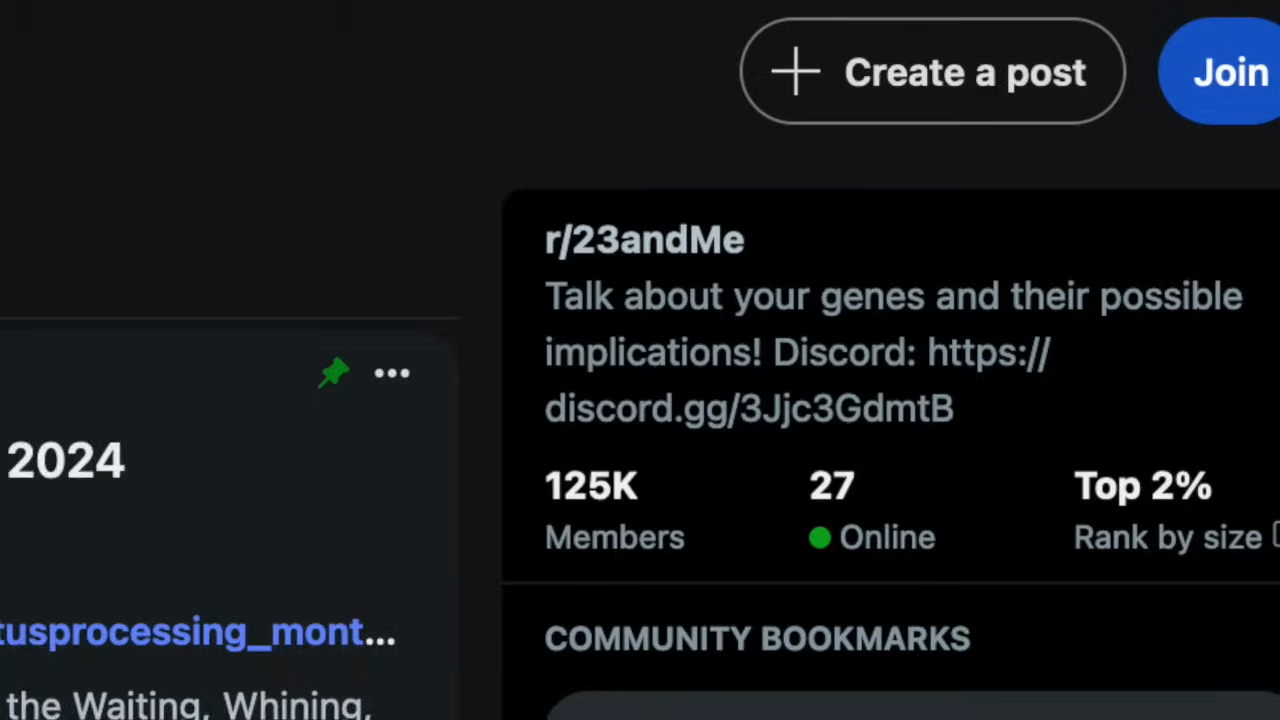 Create a post
Join
r/23andMe
Talk about your genes and their possible
implications! Discord: https://
discord.gg/3Jjc3GdmtB
125K
27
Top 2%
Members
Online
Rank by size
COMMUNITY BOOKMARKS
2024
tusprocessing_mont...
the Waiting, Whining,